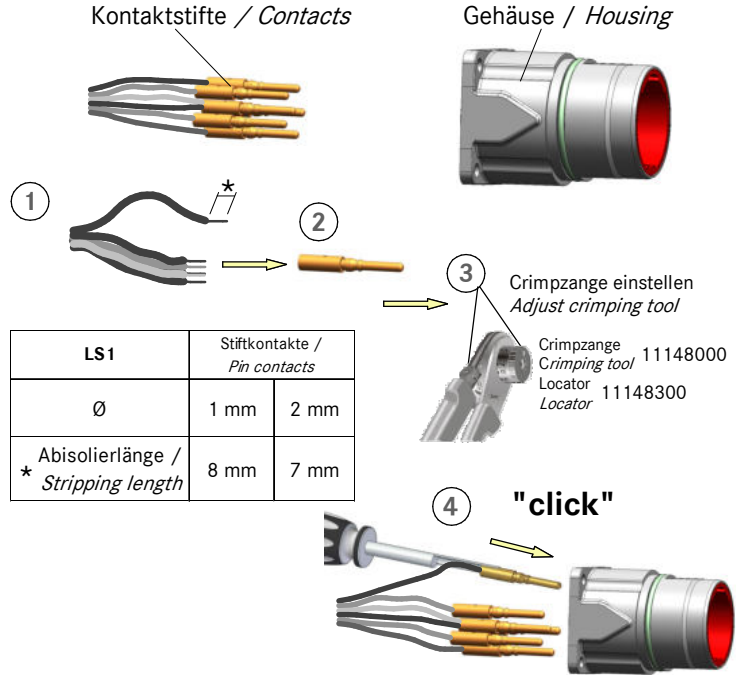 Kontaktstifte / Contacts
Gehäuse / Housing
1
*
2
3
Crimpzange einstellen
Adjust crimping tool
Crimpzange
Crimping tool 11148000
Locator
Locator 11148300
LS1
Stiftkontakte /
Pin contacts
Ø
1 mm
2 mm
* Abisolierlänge /
Stripping length
8 mm
7 mm
4
"click"